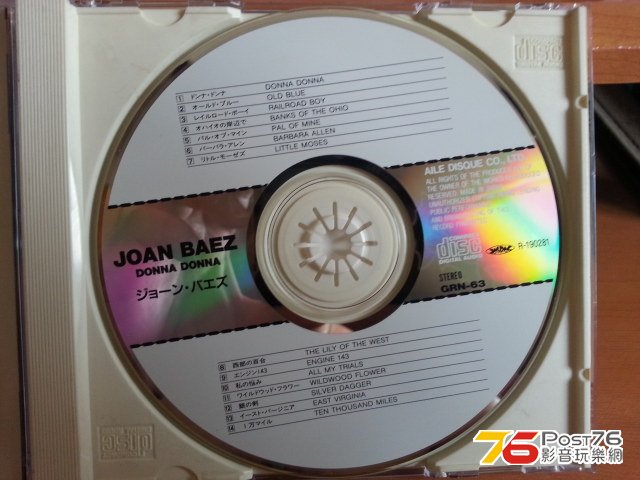 1 ドンナ・ドンナ DONNA DONNA
2 オールド・ブルー OLD BLUE
3 レイルロード・ボーイ RAILROAD BOY
4 オハイオの岸辺で BANKS OF THE OHIO
5 パル・オブ・マイン PAL OF MINE
6 バーバラ・アレン BARBARA ALLEN
7 リトル・モーゼズ LITTLE MOSES
JOAN BAEZ
DONNA DONNA
ジョーン・バエズ
AILE DISQUE CO., LTD.
ALL RIGHTS OF THE PRODUCER
THE OWNER OF THE WORK
RESERVED.
UNAUTHORIZED
PUBLIC
COMPACT
disc
DIGITAL AUDIO
R-190281
STEREO
GRN-63
8 西部の百合 THE LILY OF THE WEST
9 エンジン143 ENGINE 143
10 私の悩み ALL MY TRIALS
11 ワイルドウッド・フラワー WILDWOOD FLOWER
12 銀の剣 SILVER DAGGER
13 イースト・バージニア EAST VIRGINIA
14 1万マイル TEN THOUSAND MILES
disc
disc
76 Post76
影音玩樂網